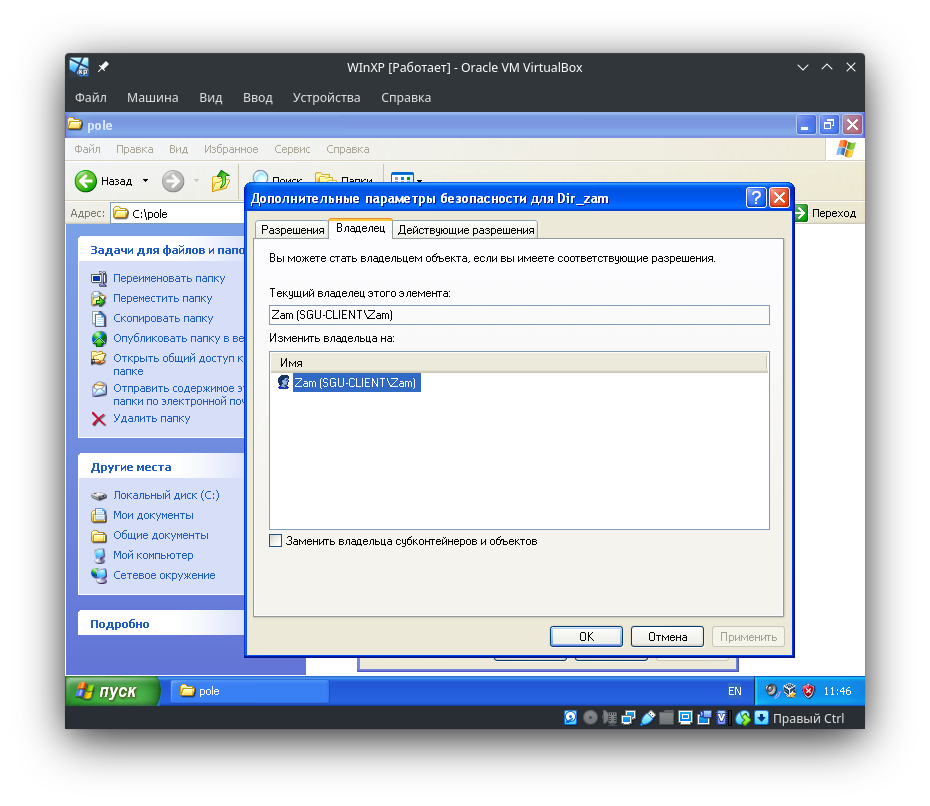 WInXP [Работает] - Oracle VM VirtualBox
Файл Машина Вид Ввод Устройства Справка
pole
Файл Правка Вид Избранное Сервис Справка
Назад Поиск Папки
Адрес: C:\pole Переход
Дополнительные параметры безопасности для Dir_zam
Разрешения Владелец Действующие разрешения
Вы можете стать владельцем объекта, если вы имеете соответствующие разрешения.
Текущий владелец этого элемента:
Zam (SGU-CLIENT\Zam)
Изменить владельца на:
Имя
Zam (SGU-CLIENT\Zam)
Заменить владельца субконтейнеров и объектов
OK Отмена Применить
Задачи для файлов и папо
Переименовать папку
Переместить папку
Скопировать папку
Опубликовать папку в ве
Открыть общий доступ к
папке
Отправить содержимое э
папки по электронной поч
Удалить папку
Другие места
Локальный диск (C:)
Мои документы
Общие документы
Мой компьютер
Сетевое окружение
Подробно
пуск pole EN 11:46
Правый Ctrl